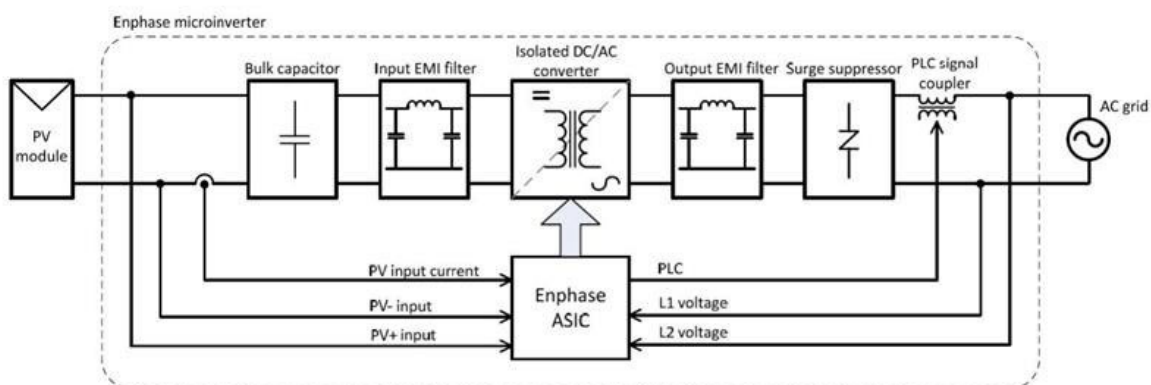 Enphase microinverter
Isolated DC/AC
converter
Bulk capacitor
Input EMI filter
Output EMI filter
Surge suppressor
PLC signal
coupler
AC grid
PV
module
PV input current
PV- input
PV+ input
Enphase
ASIC
PLC
L1 voltage
L2 voltage